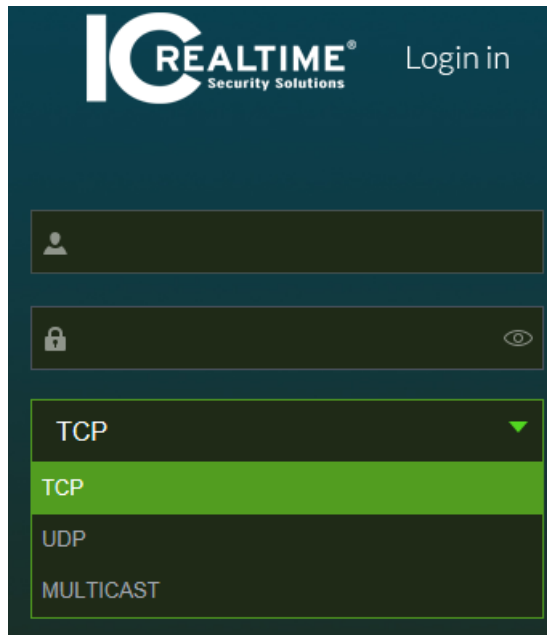 IC REALTIME® Login in
Security Solutions
TCP
TCP
UDP
MULTICAST